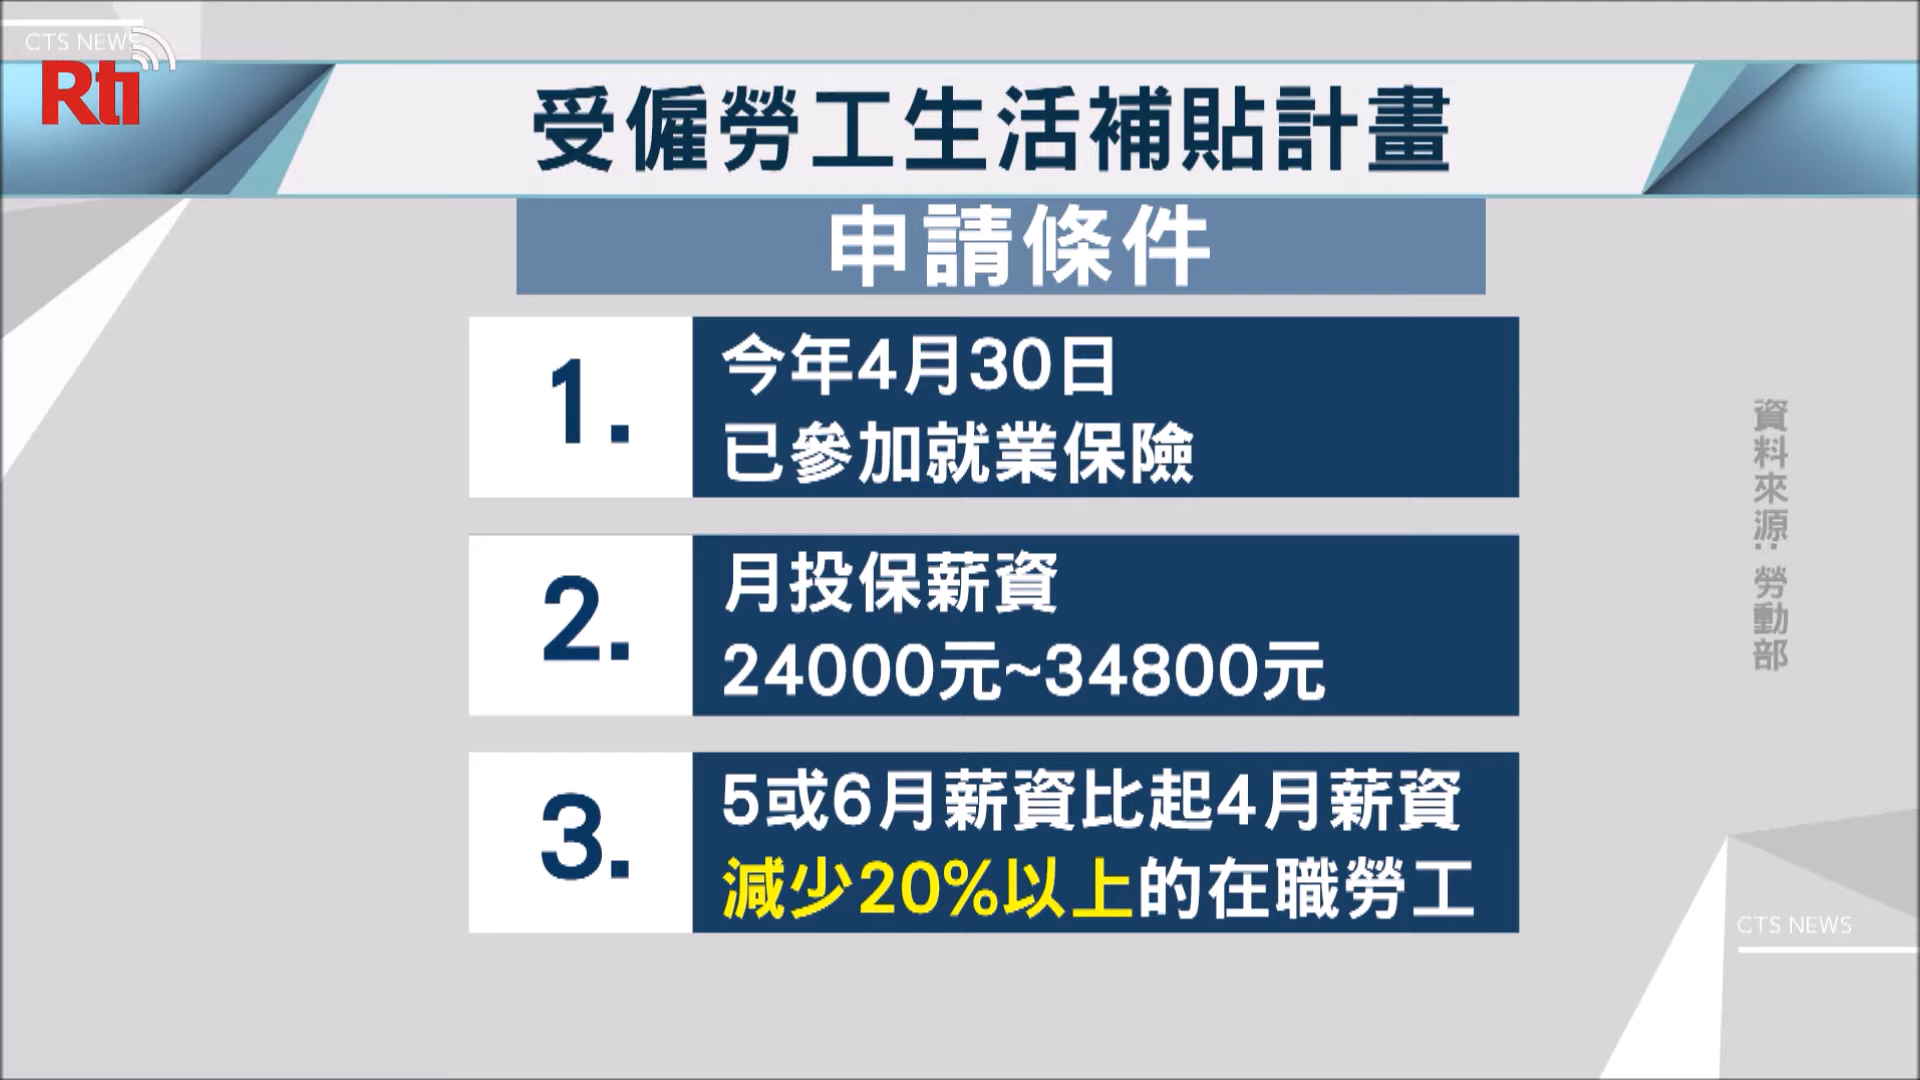 CTS NEWS
Rti
受僱勞工生活補貼計畫
申請條件
1.
今年4月30日
已參加就業保險
2.
月投保薪資
24000元~34800元
3.
5或6月薪資比起4月薪資
減少20%以上的在職勞工
資料來源:勞動部
CTS NEWS